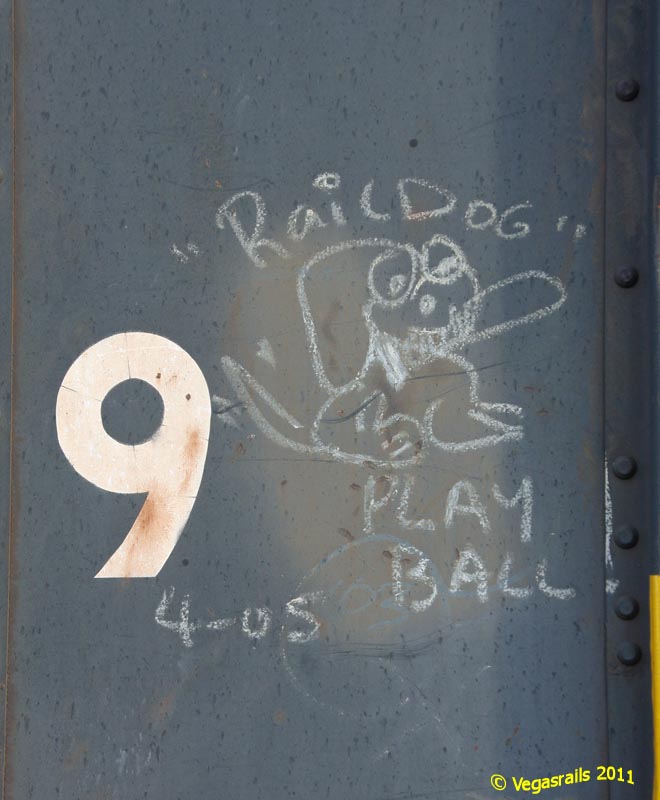 "RaiLDOG"
9
PLAY
BALL!
4-05
© Vegasrails 2011